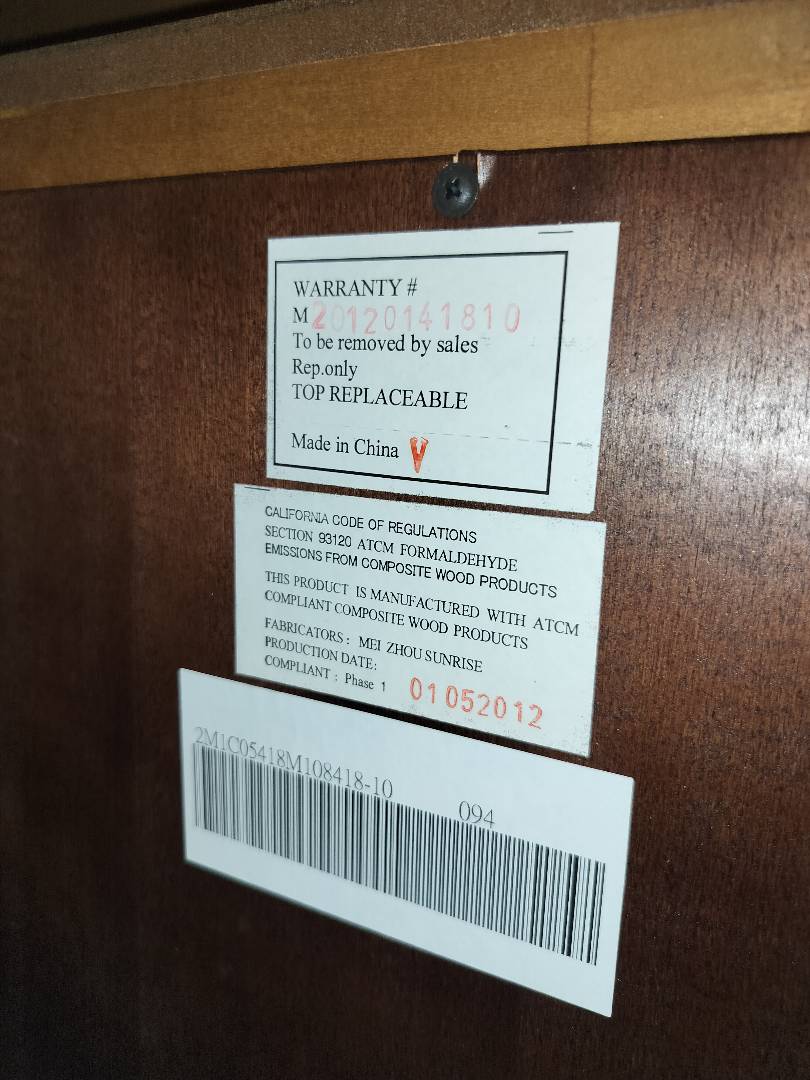 WARRANTY #
M 20120141810
To be removed by sales
Rep.only
TOP REPLACEABLE
Made in China V
CALIFORNIA CODE OF REGULATIONS
SECTION 93120 ATCM FORMALDEHYDE
EMISSIONS FROM COMPOSITE WOOD PRODUCTS
THIS PRODUCT IS MANUFACTURED WITH ATCM
COMPLIANT COMPOSITE WOOD PRODUCTS
FABRICATORS: MEI ZHOU SUNRISE
PRODUCTION DATE:
COMPLIANT : Phase 1 01052012
2M1C05418M108418-10 094